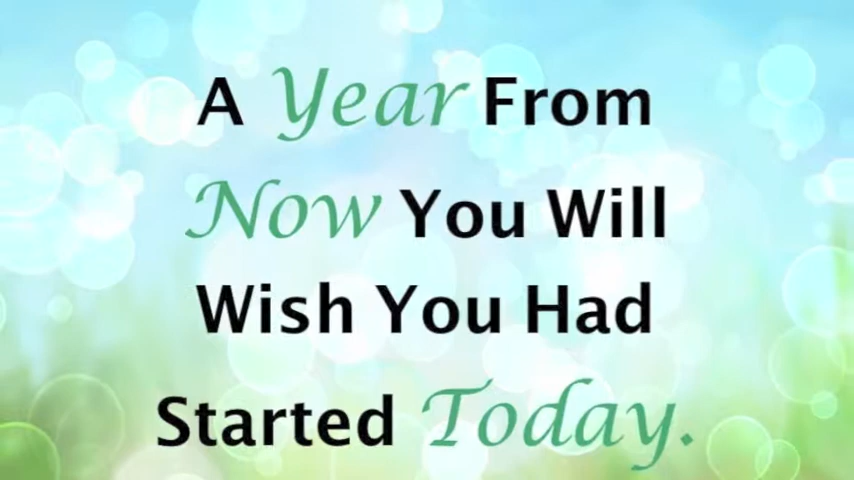 A Year From
Now You Will
Wish You Had
Started Today.